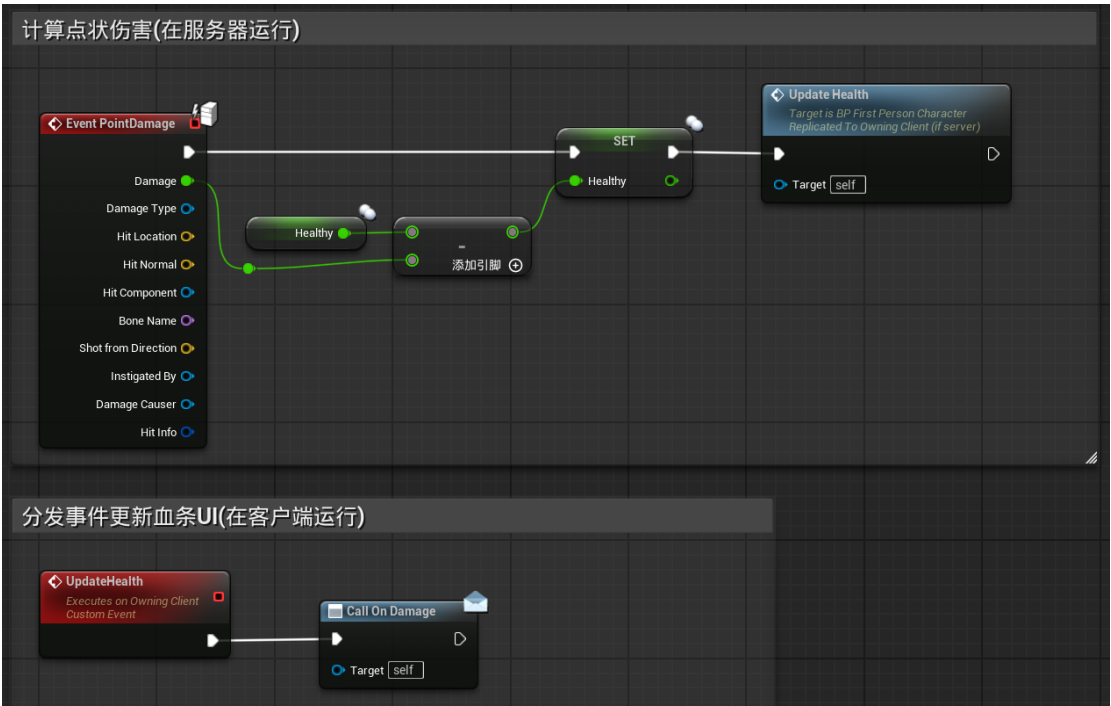 计算点状伤害(在服务器运行)
Event PointDamage
Damage
Damage Type
Hit Location
Hit Normal
Hit Component
Bone Name
Shot from Direction
Instigated By
Damage Causer
Hit Info
Healthy
-
添加引脚
SET
Healthy
Update Health
Target is BP First Person Character
Replicated To Owning Client (if server)
Target self
分发事件更新血条UI(在客户端运行)
UpdateHealth
Executes on Owning Client
Custom Event
Call On Damage
Target self